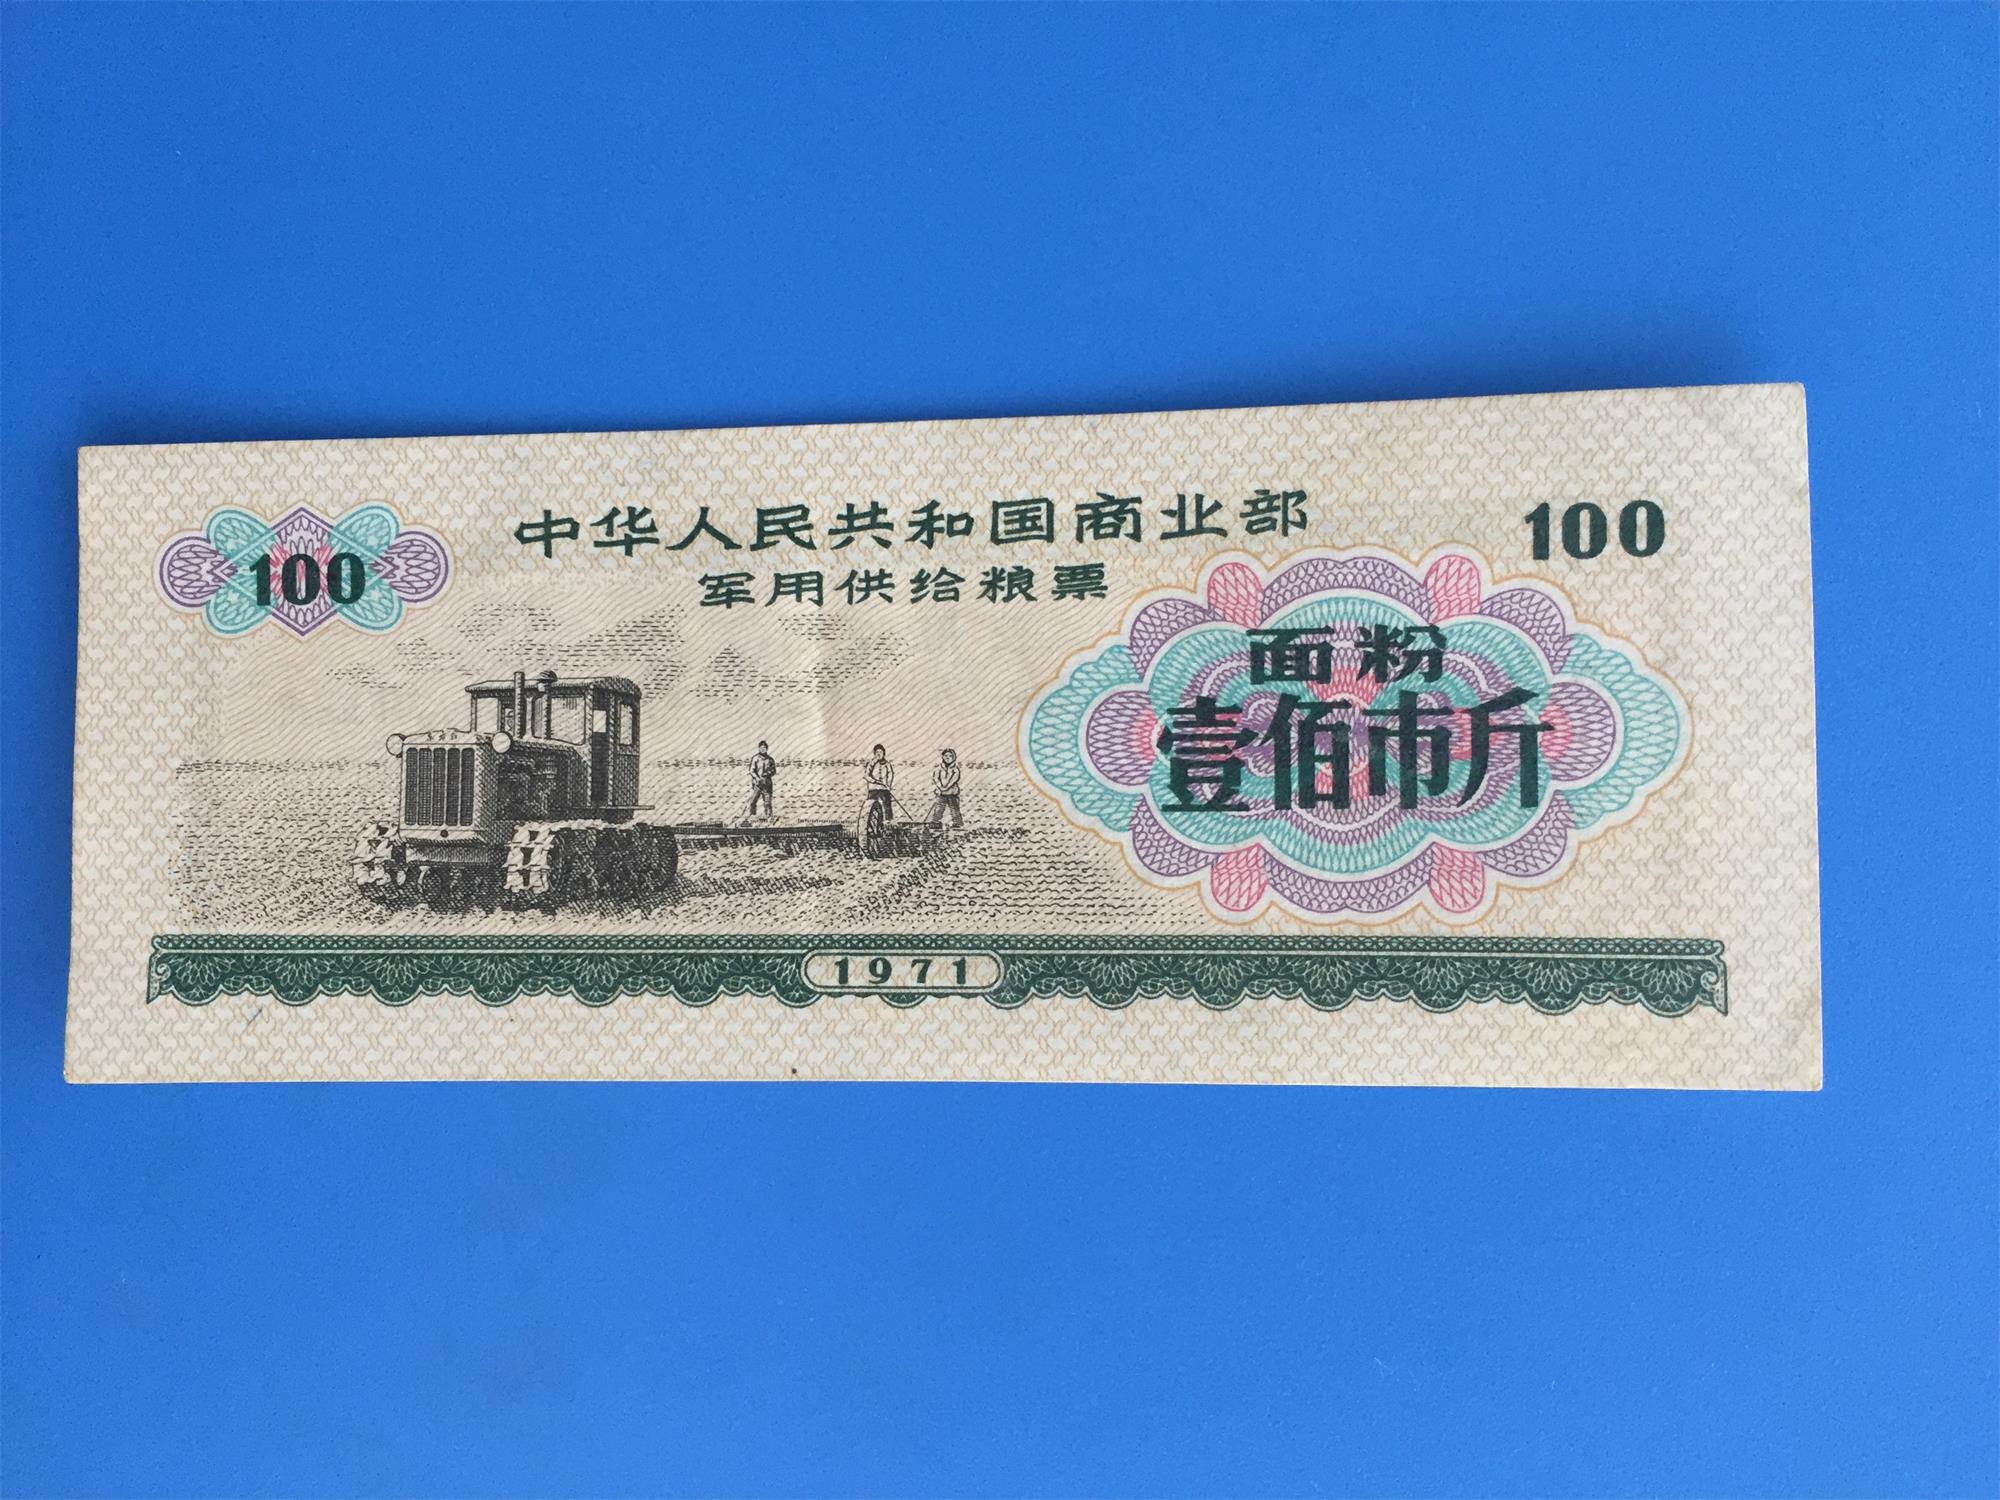 中华人民共和国商业部
100
100
军用供给粮票
面粉
壹佰市斤
1971